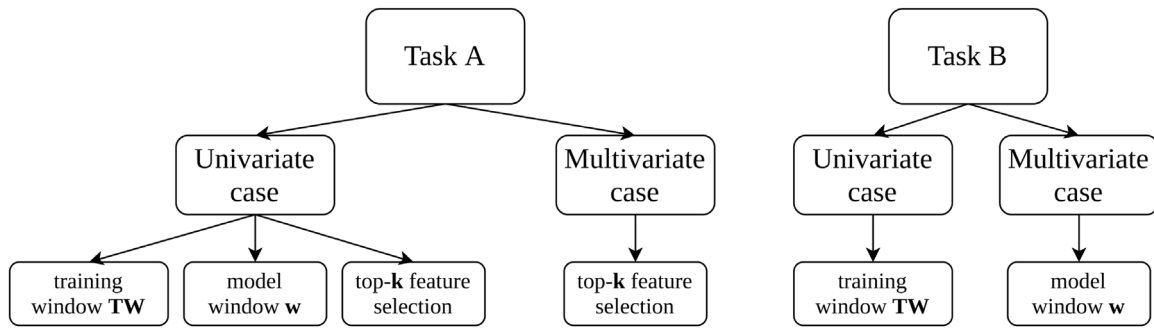 Task A
Task B
Univariate
case
Multivariate
case
Univariate
case
Multivariate
case
training
window TW
model
window w
top-k feature
selection
top-k feature
selection
training
window TW
model
window w